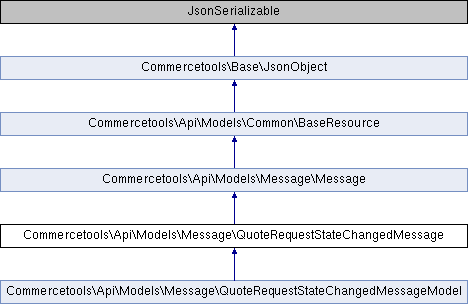 JsonSerializable
Commercetools\Base\JsonObject
Commercetools\Api\Models\Common\BaseResource
Commercetools\Api\Models\Message\Message
Commercetools\Api\Models\Message\QuoteRequestStateChangedMessage
Commercetools\Api\Models\Message\QuoteRequestStateChangedMessageModel